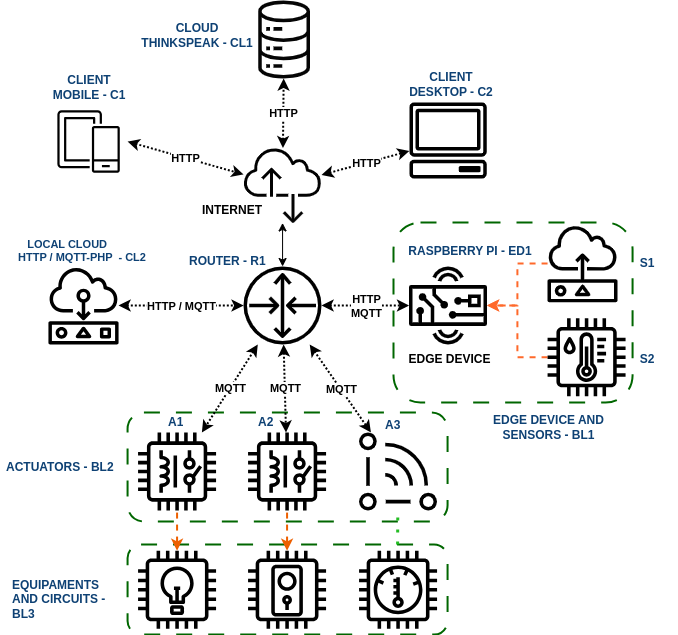 CLOUD
THINKSPEAK - CL1
CLIENT
MOBILE - C1
CLIENT
DESKTOP - C2
HTTP
HTTP
HTTP
INTERNET
LOCAL CLOUD
HTTP / MQTT-PHP - CL2
ROUTER - R1
RASPBERRY PI - ED1
S1
HTTP / MQTT
HTTP
MQTT
EDGE DEVICE
S2
MQTT
MQTT
MQTT
EDGE DEVICE AND
SENSORS - BL1
A1
A2
A3
ACTUATORS - BL2
EQUIPAMENTS
AND CIRCUITS -
BL3